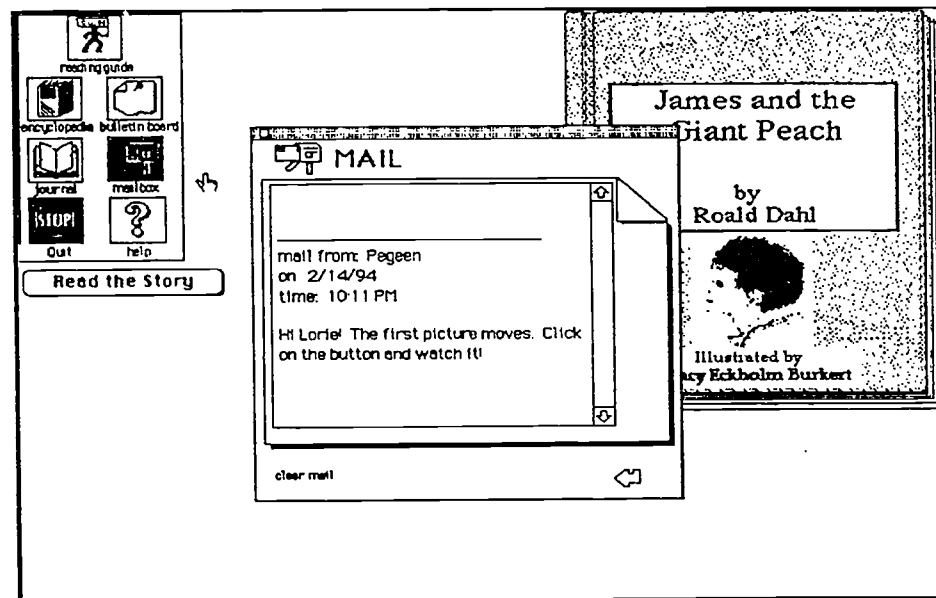 reading guide
encyclopedia bulletin board
journal mailbox
STOP!
Quit help
Read the Story
MAIL
mail from: Pegeen
on 2/14/94
time: 10:11 PM
Hi Lorie! The first picture moves. Click
on the button and watch it!
clear mail
James and the
Giant Peach
by
Roald Dahl
Illustrated by
Eckholm Burkert